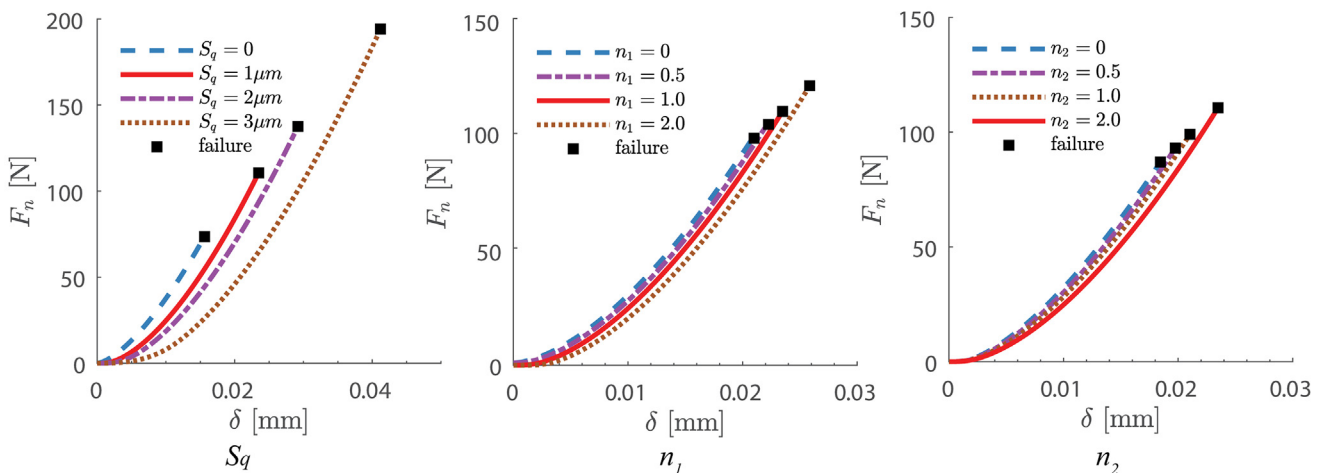 200
150
100
50
0
0
0.02
0.04
F_n [N]
δ [mm]
S_q = 0
S_q = 1μm
S_q = 2μm
S_q = 3μm
failure
Sq
150
100
50
0
0
0.01
0.02
0.03
F_n [N]
δ [mm]
n_1 = 0
n_1 = 0.5
n_1 = 1.0
n_1 = 2.0
failure
n_1
150
100
50
0
0
0.01
0.02
0.03
F_n [N]
δ [mm]
n_2 = 0
n_2 = 0.5
n_2 = 1.0
n_2 = 2.0
failure
n_2